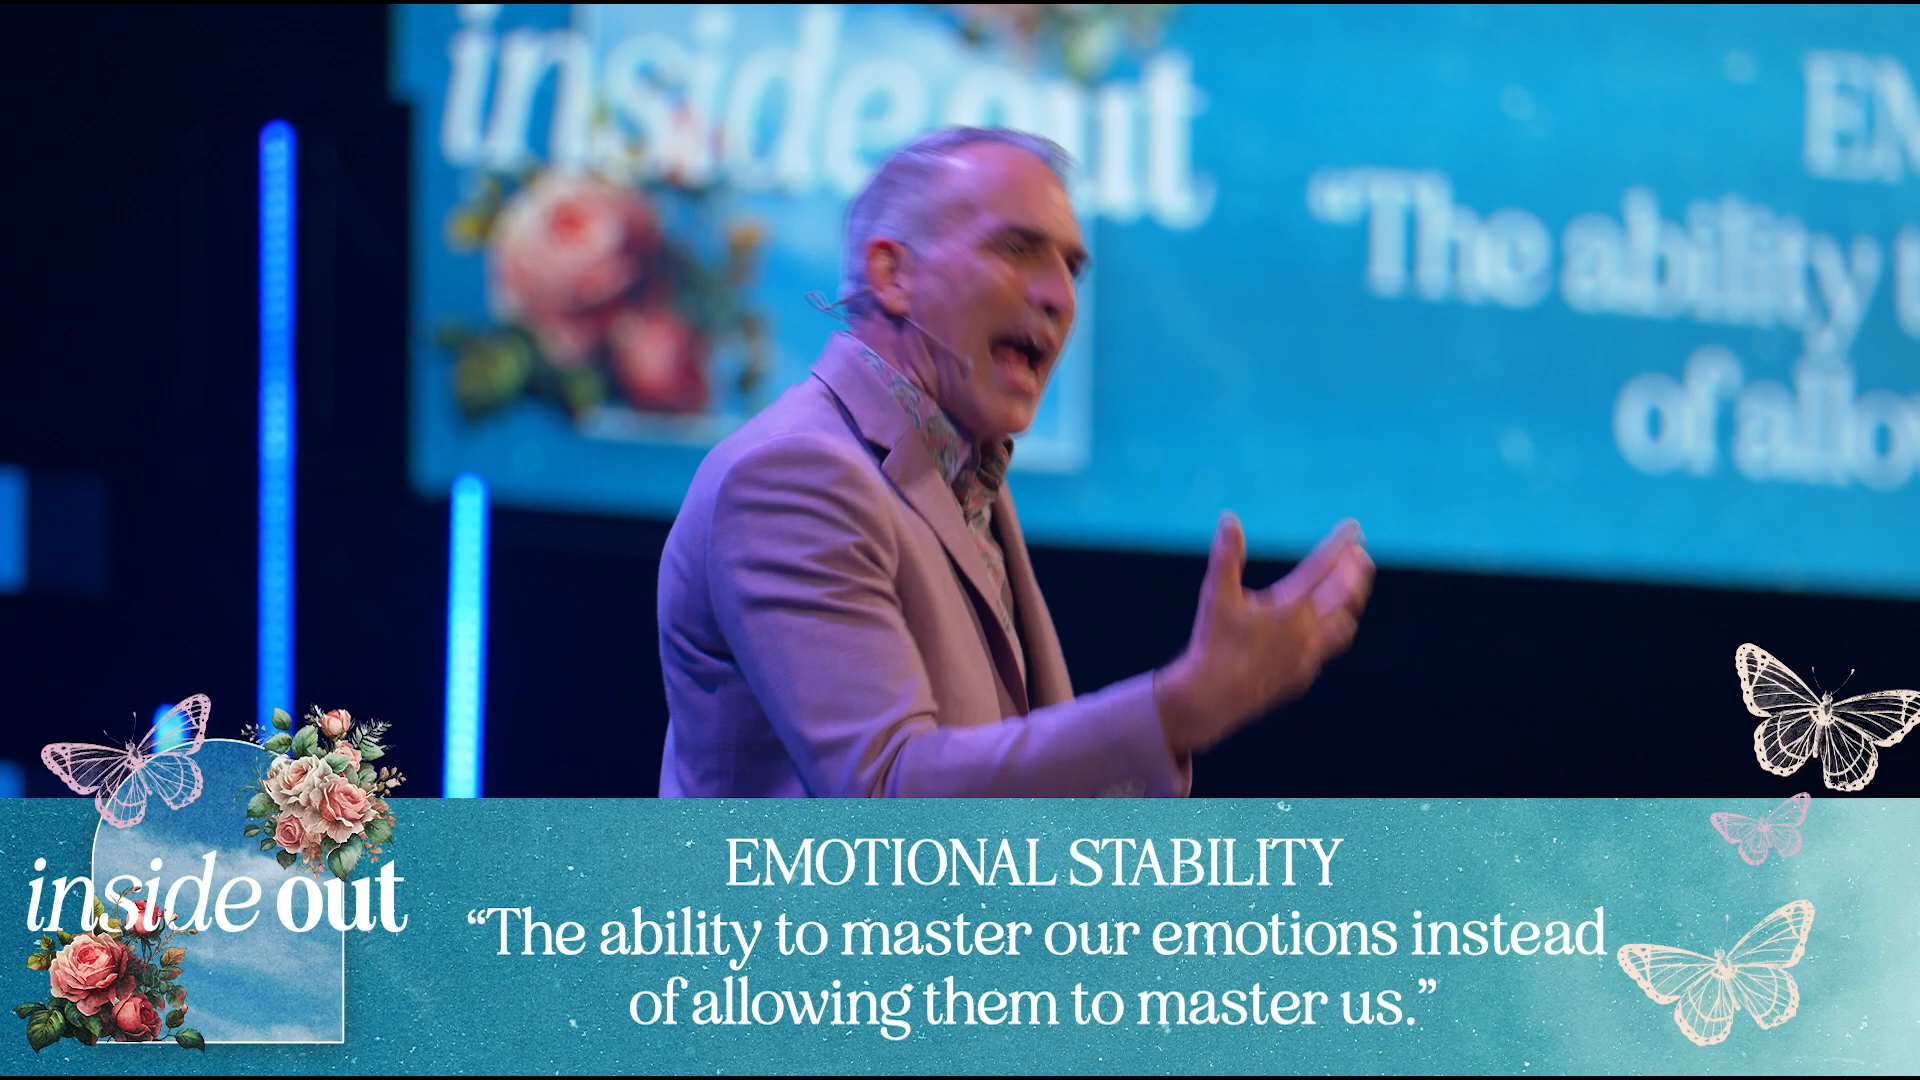 inside out
EM
"The ability t
of allo
inside out
EMOTIONAL STABILITY
“The ability to master our emotions instead
of allowing them to master us.”